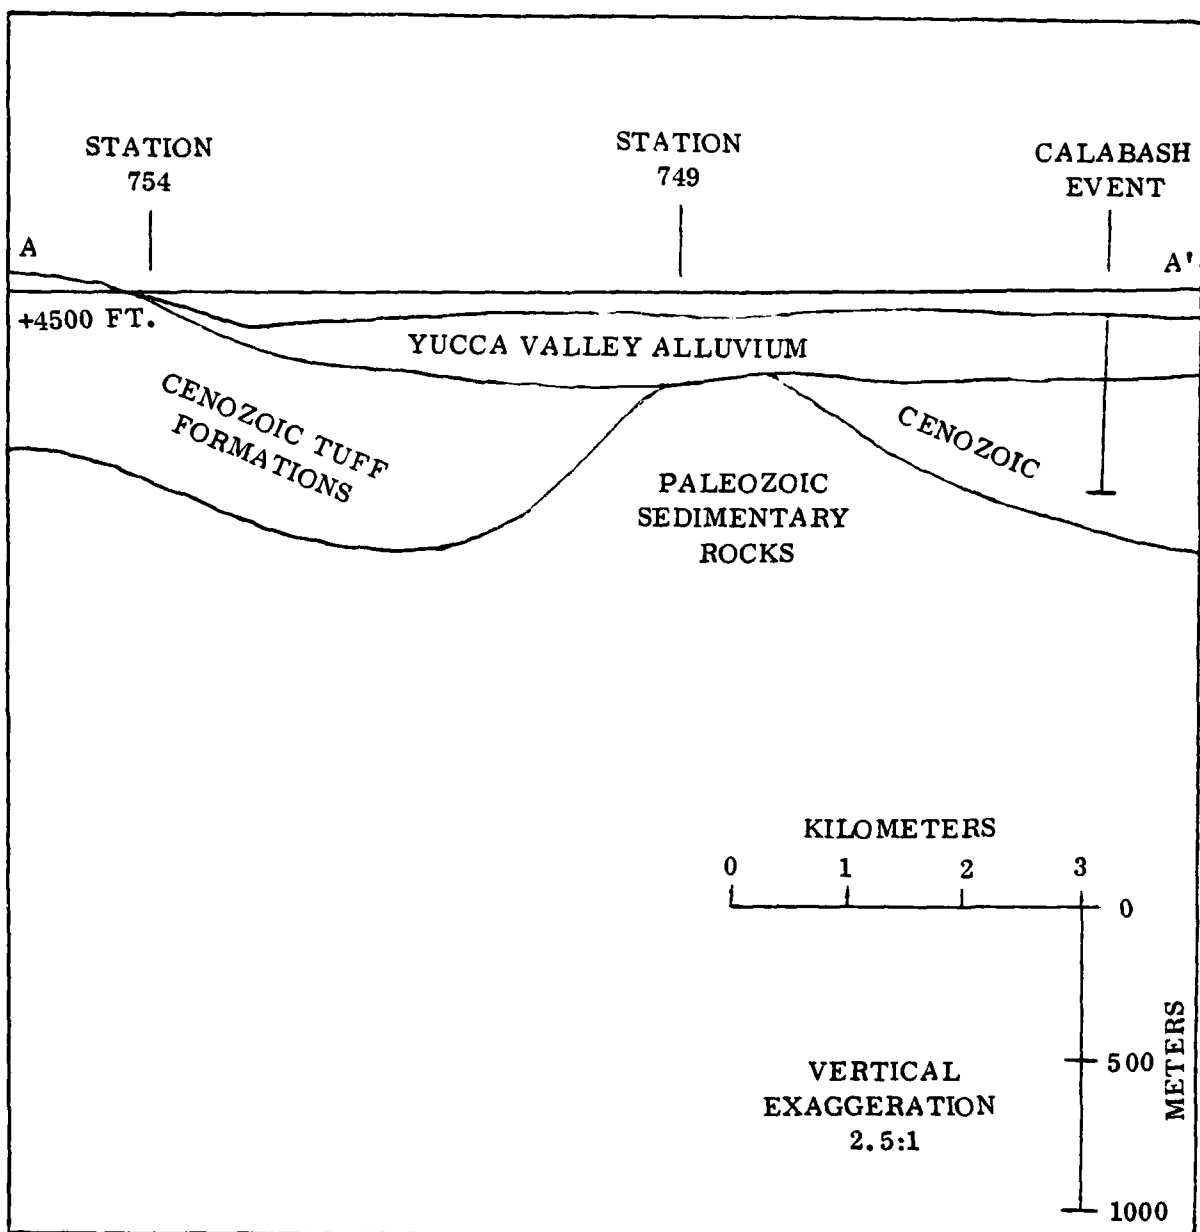 STATION
754
STATION
749
CALABASH
EVENT
A
A'
+4500 FT.
YUCCA VALLEY ALLUVIUM
CENOZOIC TUFF
FORMATIONS
CENOZOIC
PALEOZOIC
SEDIMENTARY
ROCKS
KILOMETERS
0 1 2 3
0
500
1000
METERS
VERTICAL
EXAGGERATION
2.5:1